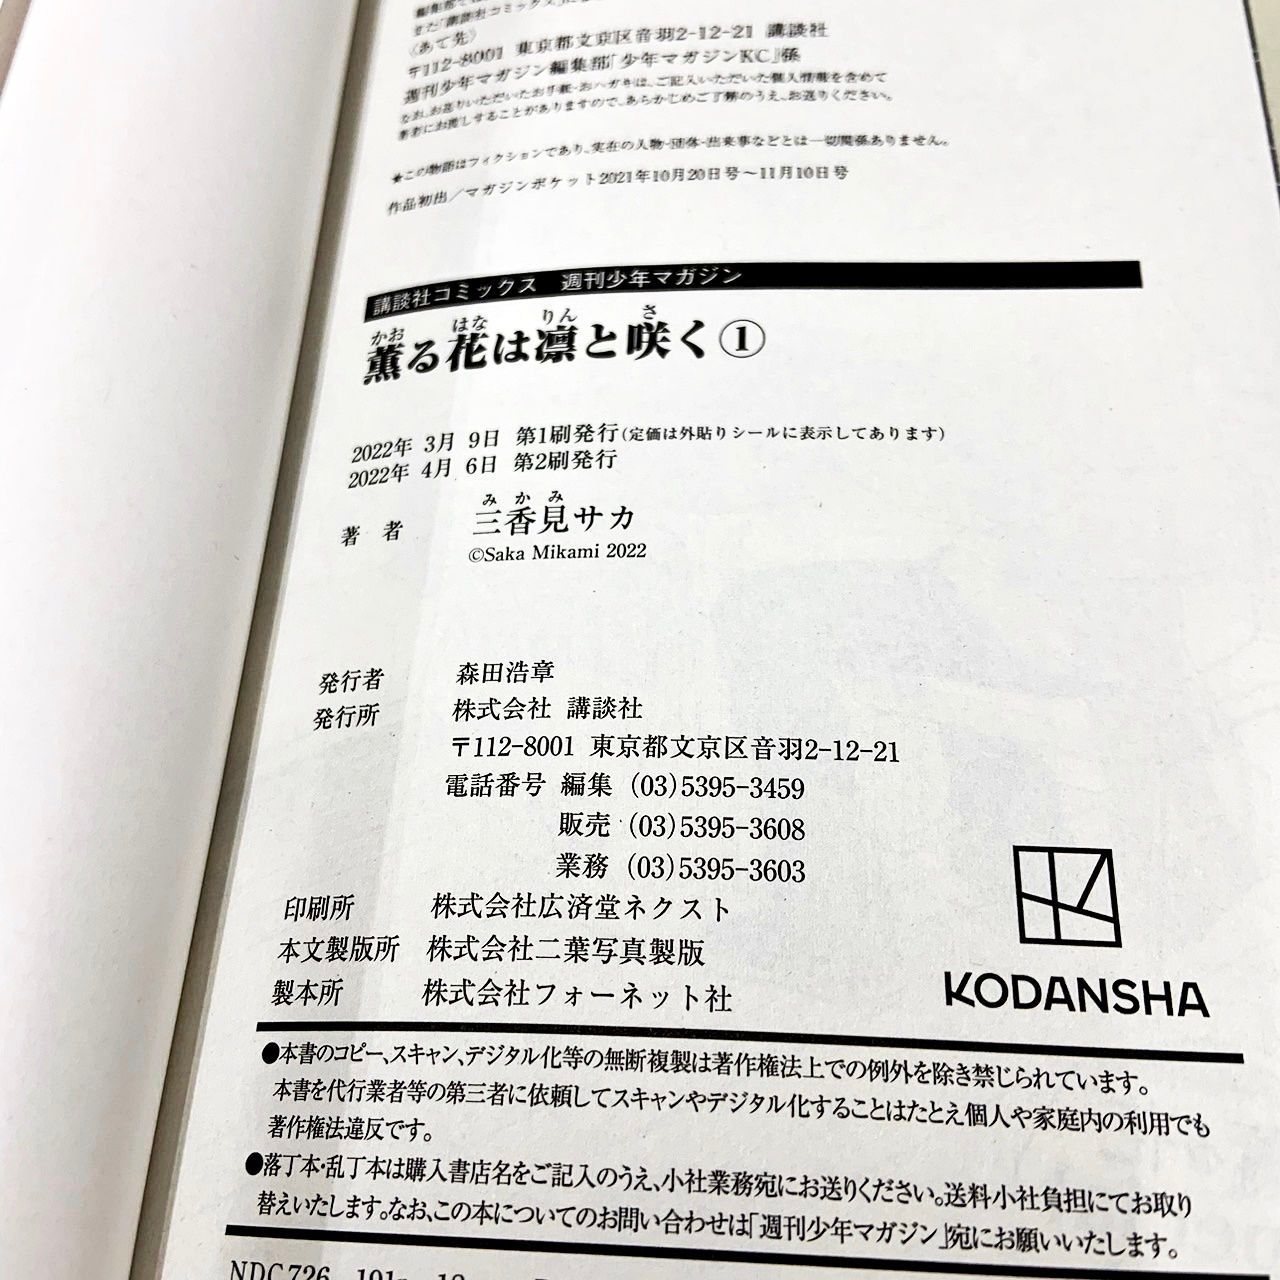 また「講談社コミックス」に
〈あて先〉
〒112-8001 東京都文京区音羽2-12-21 講談社
週刊少年マガジン編集部「少年マガジンKC」係
なお、お送りいただいたお手紙・おハガキは、ご記入いただいた個人情報を含めて
著者にお渡しすることがありますので、あらかじめご了解のうえ、お送りください。
★この物語はフィクションであり、実在の人物・団体・出来事などとは一切関係ありません。
作品初出／マガジンポケット2021年10月20日号～11月10日号
講談社コミックス 週刊少年マガジン
かお はな りん さ
薫る花は凛と咲く①
2022年 3月 9日 第1刷発行(定価は外貼りシールに表示してあります)
2022年 4月 6日 第2刷発行
みかみ
著者 三香見サカ
©Saka Mikami 2022
発行者 森田浩章
発行所 株式会社 講談社
〒112-8001 東京都文京区音羽2-12-21
電話番号 編集 (03)5395-3459
販売 (03)5395-3608
業務 (03)5395-3603
印刷所 株式会社広済堂ネクスト
本文製版所 株式会社二葉写真製版
製本所 株式会社フォーネット社
KODANSHA
●本書のコピー、スキャン、デジタル化等の無断複製は著作権法上での例外を除き禁じられています。
本書を代行業者等の第三者に依頼してスキャンやデジタル化することはたとえ個人や家庭内の利用でも
著作権法違反です。
●落丁本・乱丁本は購入書店名をご記入のうえ、小社業務宛にお送りください。送料小社負担にてお取り
替えいたします。なお、この本についてのお問い合わせは「週刊少年マガジン」宛にお願いいたします。
NDC726